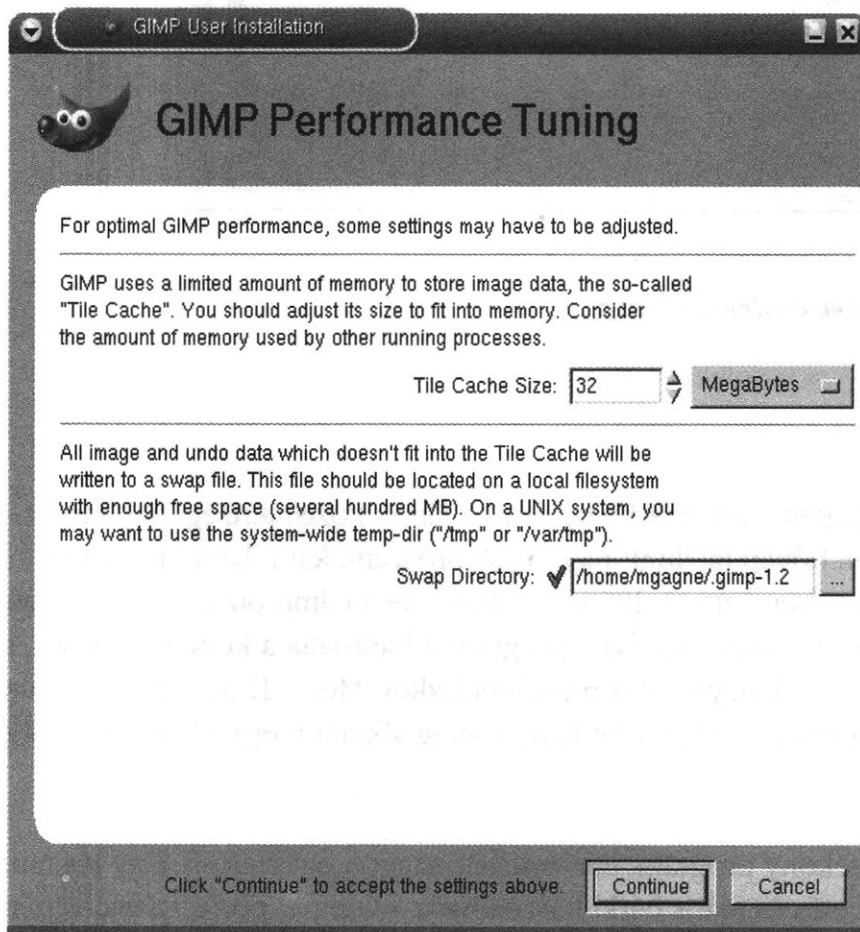 GIMP User Installation
GIMP Performance Tuning
For optimal GIMP performance, some settings may have to be adjusted.
GIMP uses a limited amount of memory to store image data, the so-called
"Tile Cache". You should adjust its size to fit into memory. Consider
the amount of memory used by other running processes.
Tile Cache Size: 32 MegaBytes
All image and undo data which doesn't fit into the Tile Cache will be
written to a swap file. This file should be located on a local filesystem
with enough free space (several hundred MB). On a UNIX system, you
may want to use the system-wide temp-dir ("/tmp" or "/var/tmp").
Swap Directory: /home/mgagne/.gimp-1.2 ...
Click "Continue" to accept the settings above. Continue Cancel